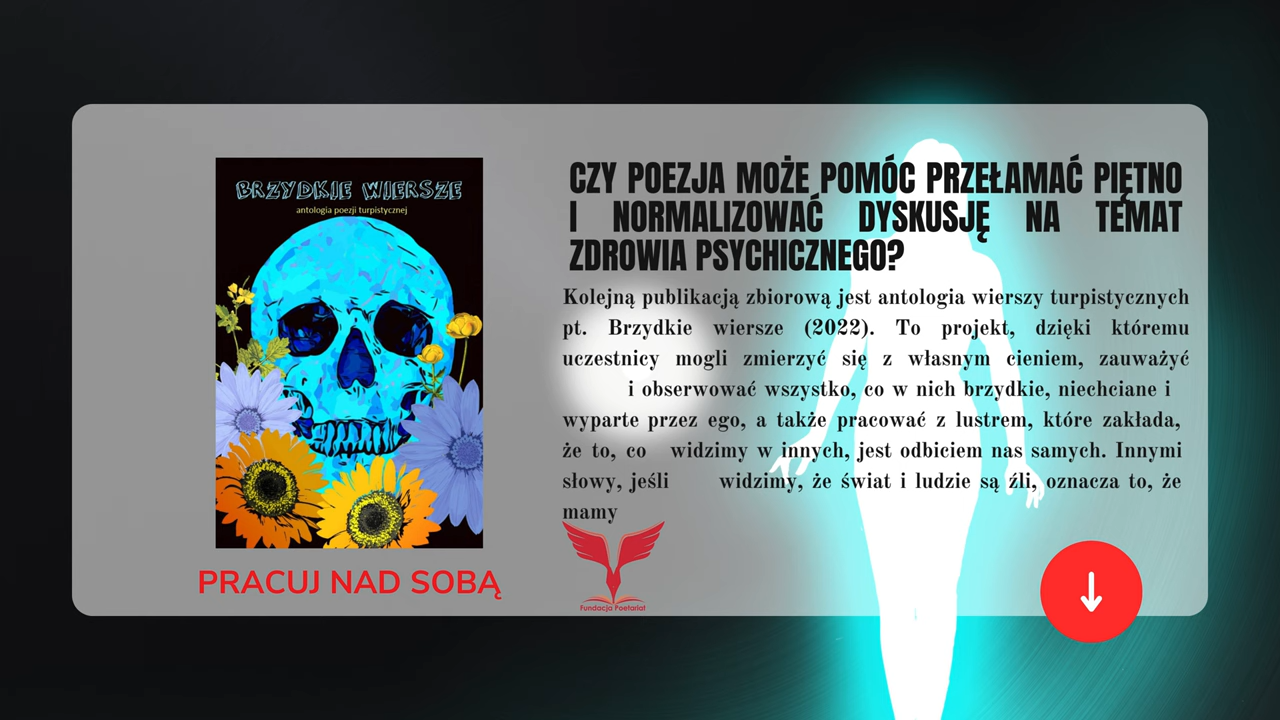 BRZYDKIE WIERSZE
antologia poezji turpistycznej
PRACUJ NAD SOBĄ
CZY POEZJA MOŻE POMÓC PRZEŁAMAĆ PIĘTNO
I NORMALIZOWAĆ DYSKUSJĘ NA TEMAT
ZDROWIA PSYCHICZNEGO?
Kolejną publikacją zbiorową jest antologia wierszy turpistycznych
pt. Brzydkie wiersze (2022). To projekt, dzięki któremu
uczestnicy mogli zmierzyć się z własnym cieniem, zauważyć
i obserwować wszystko, co w nich brzydkie, niechciane i
wyparte przez ego, a także pracować z lustrem, które zakłada,
że to, co widzimy w innych, jest odbiciem nas samych. Innymi
słowy, jeśli widzimy, że świat i ludzie są źli, oznacza to, że
mamy
Fundacja Poetariat